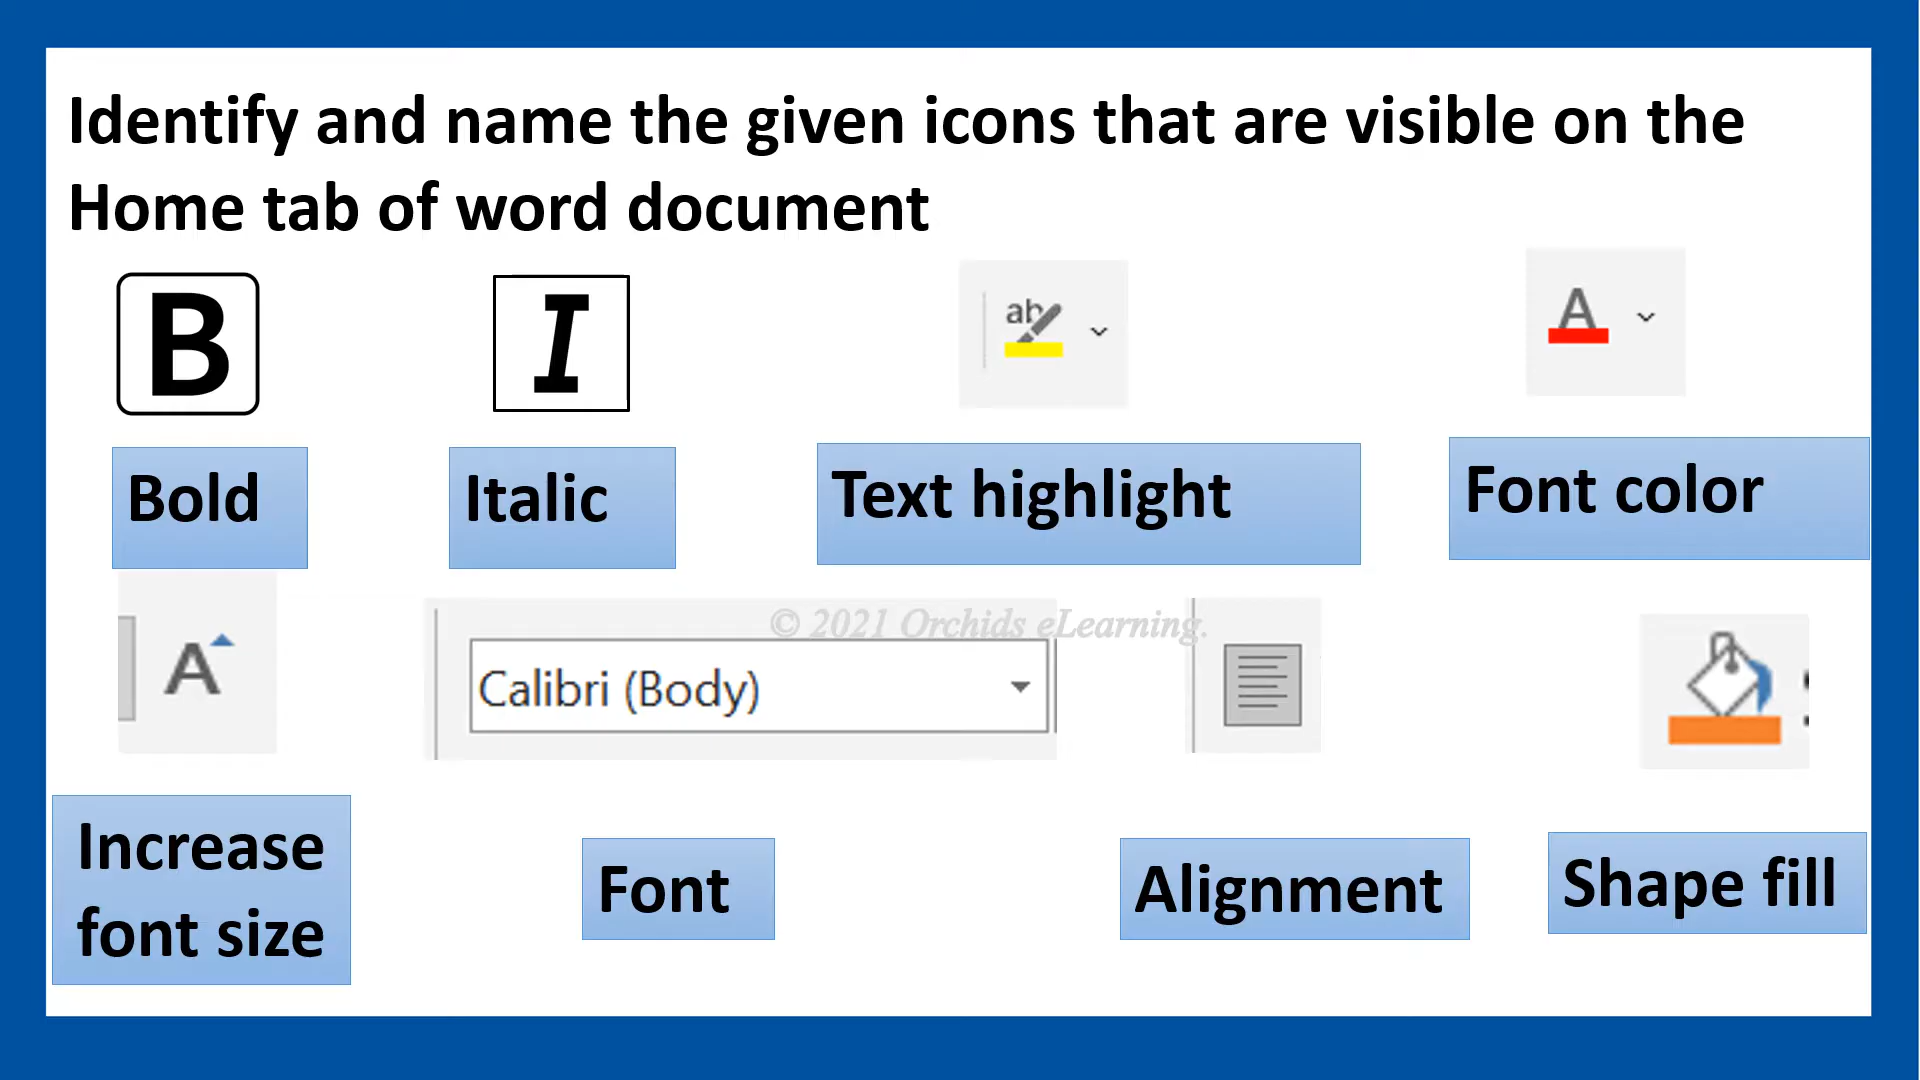 Identify and name the given icons that are visible on the
Home tab of word document
B
I
ab
A
Bold
Italic
Text highlight
Font color
© 2021 Orchids eLearning.
A
Calibri (Body)
Increase
font size
Font
Alignment
Shape fill